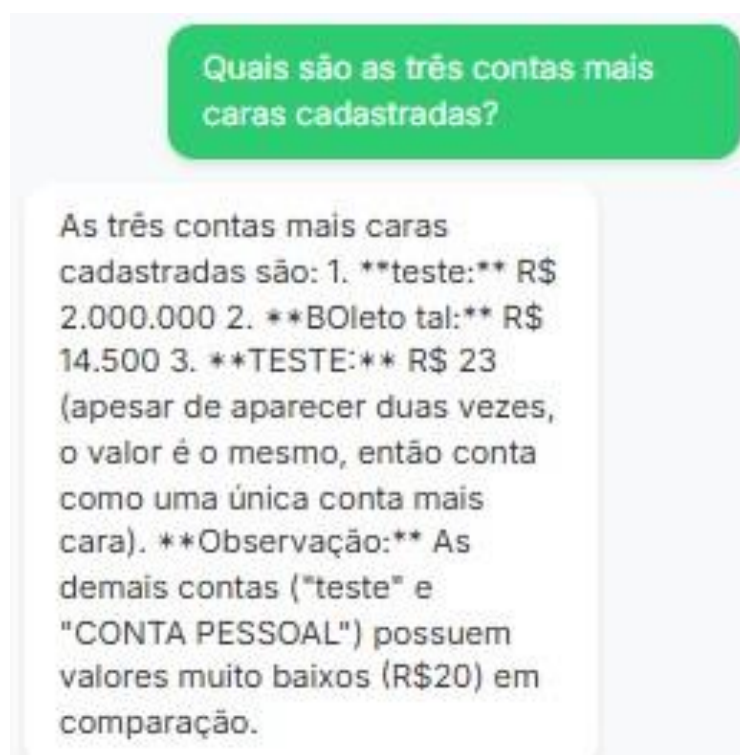 Quais são as três contas mais
caras cadastradas?
As três contas mais caras
cadastradas são: 1. **teste:** R$
2.000.000 2. **BOleto tal:** R$
14.500 3. **TESTE:** R$ 23
(apesar de aparecer duas vezes,
o valor é o mesmo, então conta
como uma única conta mais
cara). **Observação:** As
demais contas ("teste" e
"CONTA PESSOAL") possuem
valores muito baixos (R$20) em
comparação.